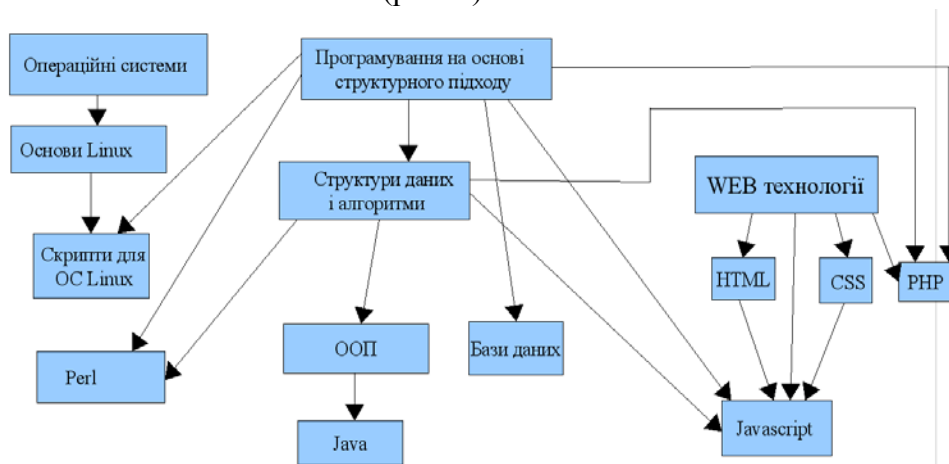 Операційні системи
Програмування на основі
структурного підходу
Основи Linux
Структури даних
і алгоритми
WEB технології
Скрипти для
ОС Linux
HTML
CSS
PHP
Perl
ООП
Бази даних
Java
Javascript